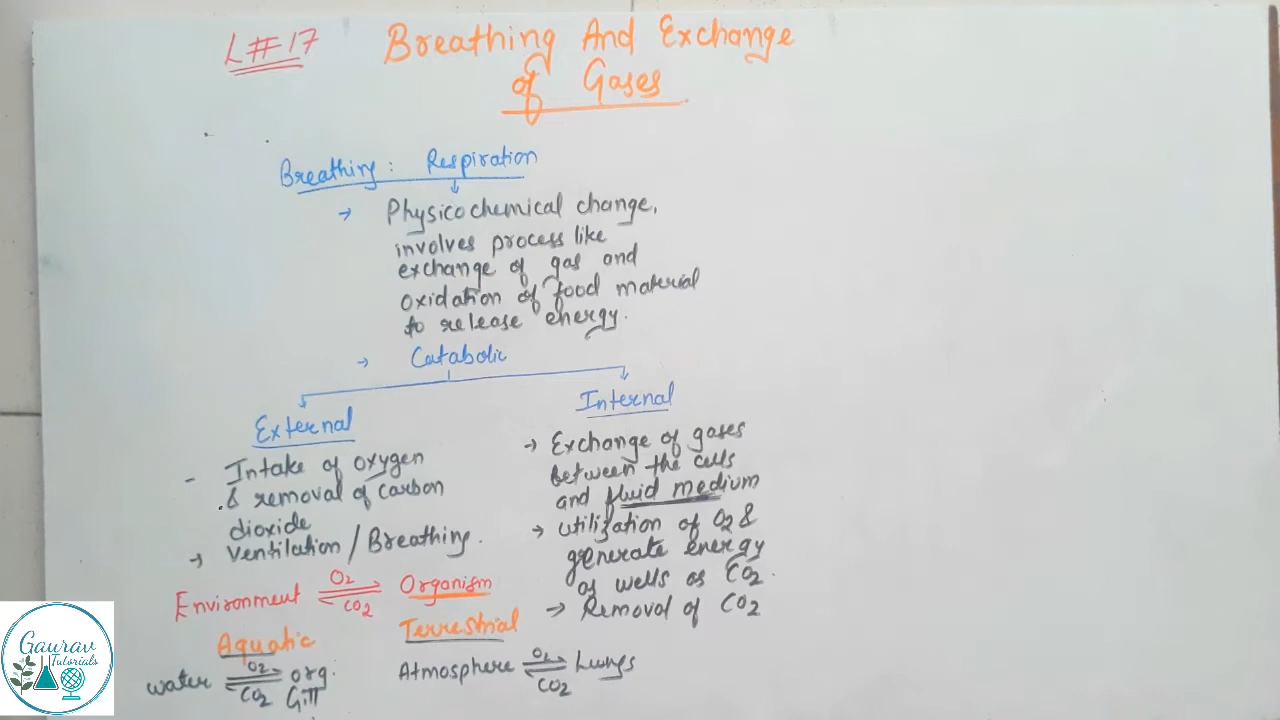 L#17
Breathing And Exchange
of Gases
Breathing : Respiration
→ Physicochemical change,
involves process like
exchange of gas and
oxidation of food material
to release energy.
→ Catabolic
External
- Intake of oxygen
& removal of carbon
dioxide
→ Ventilation / Breathing.
Internal
→ Exchange of gases
between the cells
and fluid medium
→ utilization of O2 &
generate energy
as wells as CO2.
→ Removal of CO2
Environment O2 ⇌ CO2 Organism
Aquatic
water O2 ⇌ CO2 org.
Gill
Terrestrial
Atmosphere O2 ⇌ CO2 Lungs
Gaurav
Tutorials